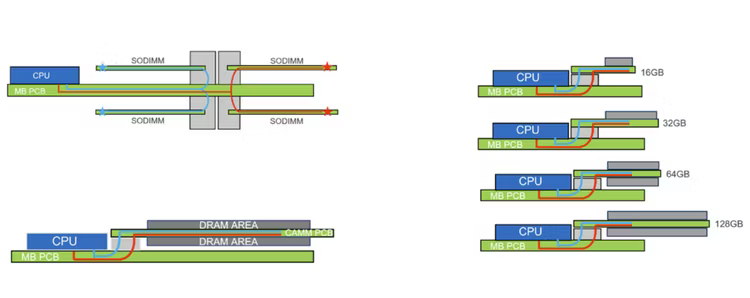 SODIMM
SODIMM
CPU
MB PCB
SODIMM
SODIMM
DRAM AREA
CAMM PCB
DRAM AREA
CPU
MB PCB
CPU
16GB
MB PCB
CPU
32GB
MB PCB
CPU
64GB
MB PCB
CPU
128GB
MB PCB